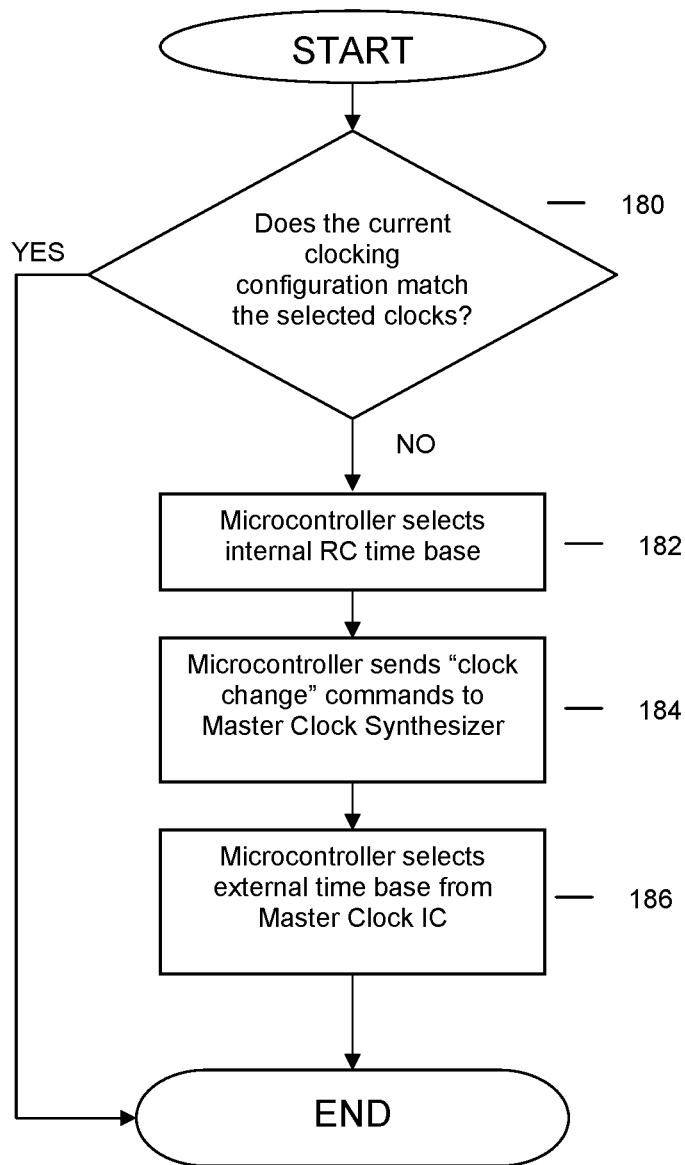 START
Does the current
clocking
configuration match
the selected clocks?
180
YES
NO
Microcontroller selects
internal RC time base
182
Microcontroller sends “clock
change” commands to
Master Clock Synthesizer
184
Microcontroller selects
external time base from
Master Clock IC
186
END